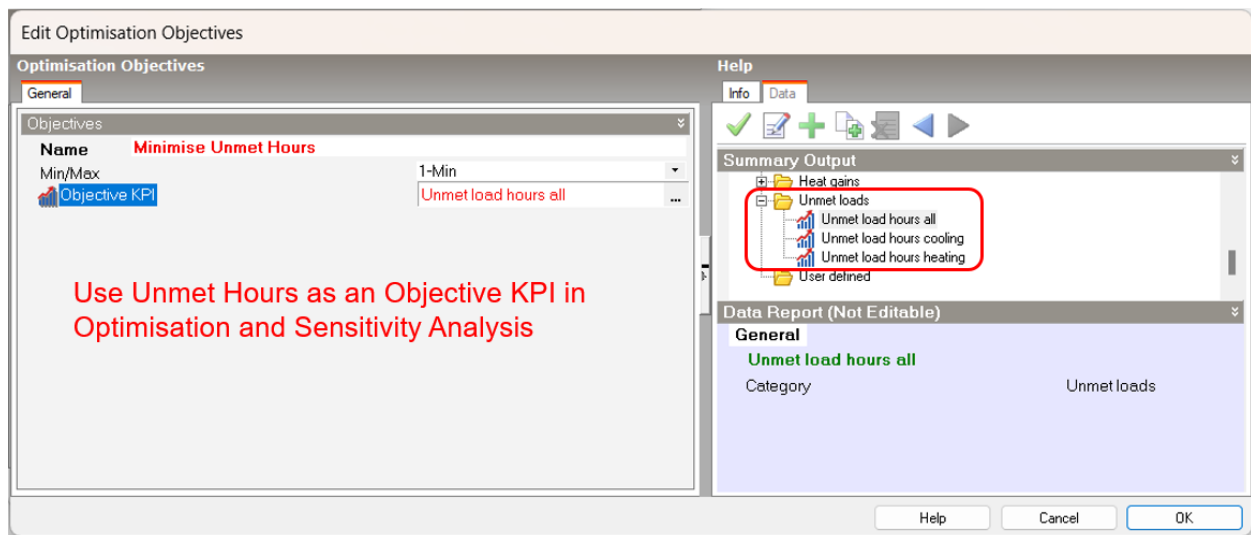 Edit Optimisation Objectives
Optimisation Objectives
General
Objectives
Name Minimise Unmet Hours
Min/Max 1-Min
Objective KPI Unmet load hours all ...
Use Unmet Hours as an Objective KPI in
Optimisation and Sensitivity Analysis
Help
Info Data
Summary Output
Heat gains
Unmet loads
Unmet load hours all
Unmet load hours cooling
Unmet load hours heating
User defined
Data Report (Not Editable)
General
Unmet load hours all
Category Unmet loads
Help Cancel OK